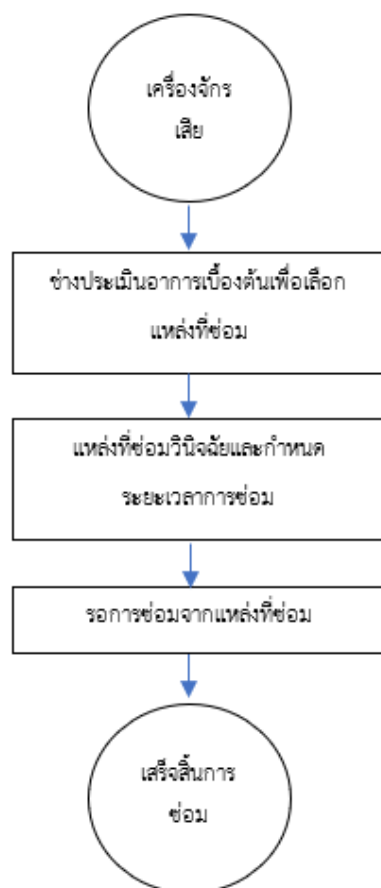 เครื่องจักร
เสีย
ช่างประเมินอาการเบื้องต้นเพื่อเลือก
แหล่งที่ซ่อม
แหล่งที่ซ่อมวินิจฉัยและกำหนด
ระยะเวลาการซ่อม
รอการซ่อมจากแหล่งที่ซ่อม
เสร็จสิ้นการ
ซ่อม